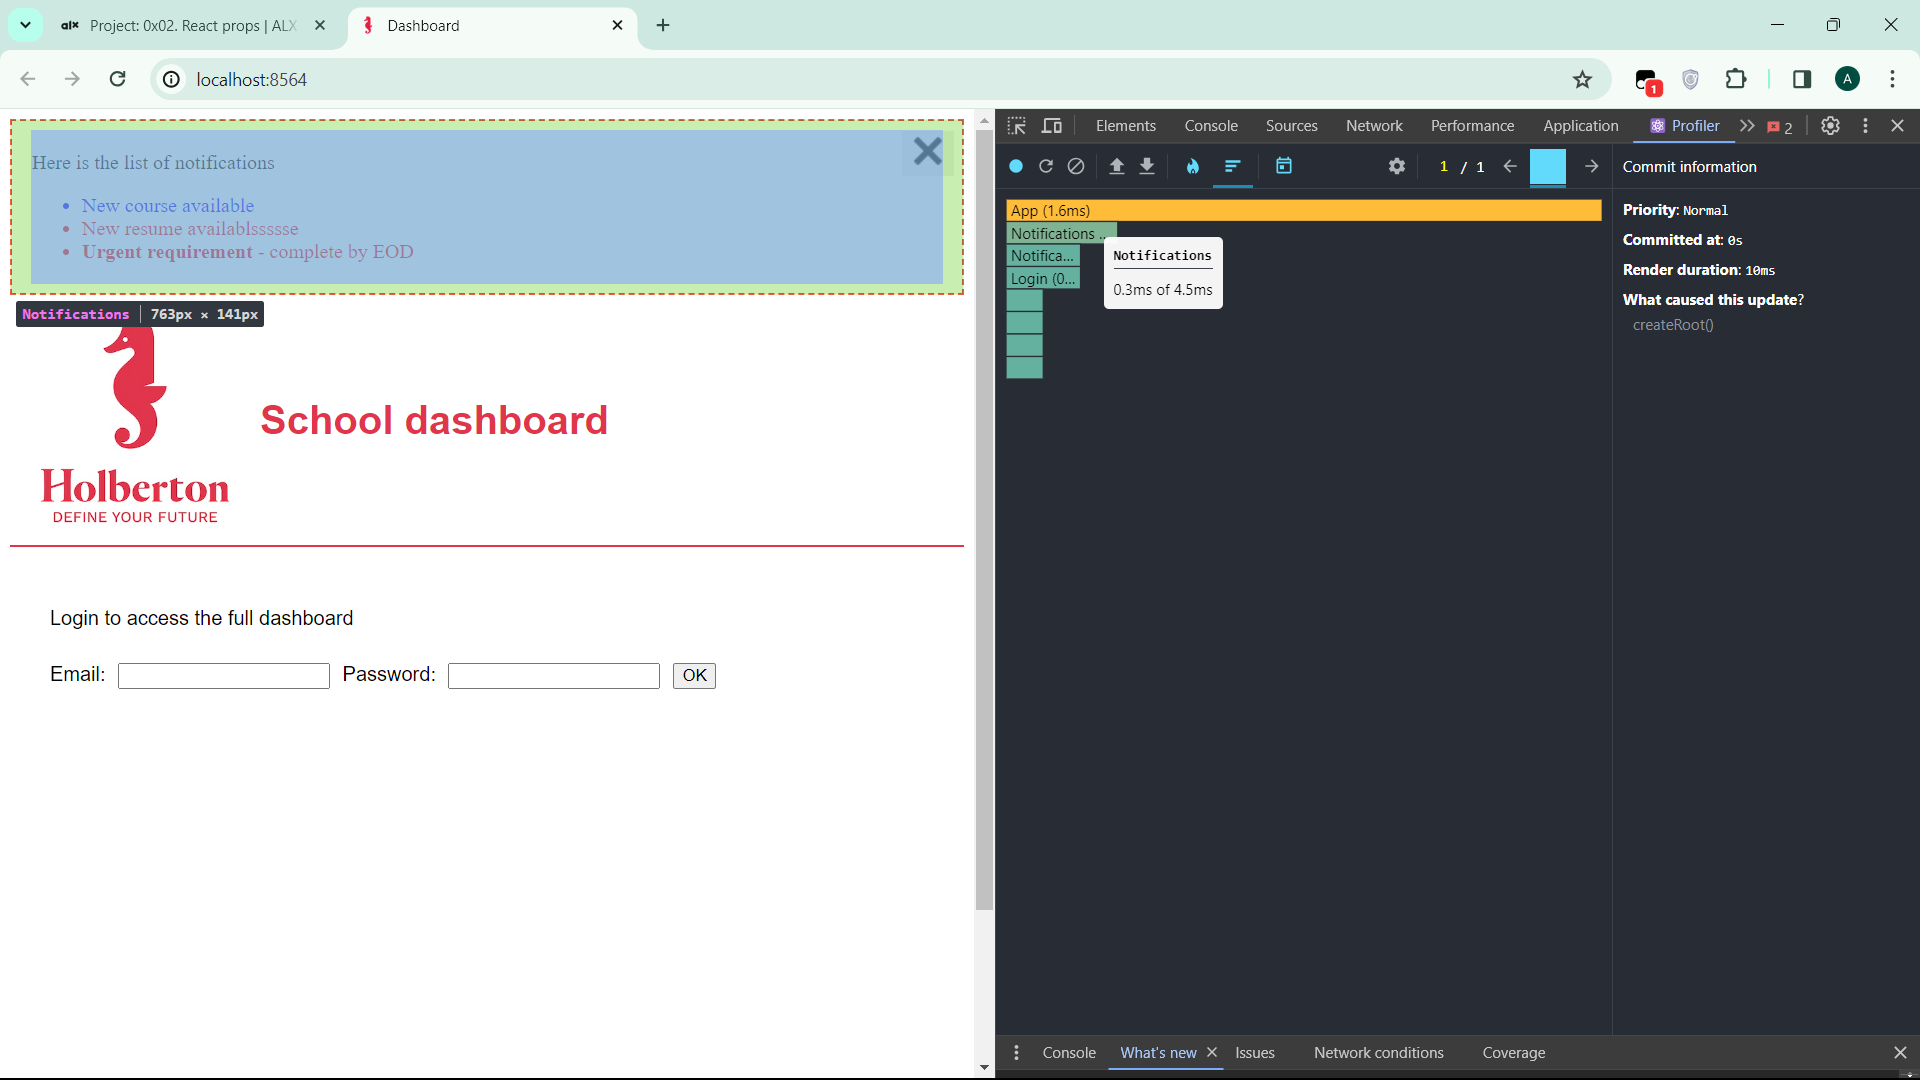 alx Project: 0x02. React props | ALX
Dashboard
localhost:8564
1
A
Here is the list of notifications
New course available
New resume availablssssse
Urgent requirement - complete by EOD
Notifications 763px × 141px
School dashboard
Holberton
DEFINE YOUR FUTURE
Login to access the full dashboard
Email: Password: OK
Elements Console Sources Network Performance Application Profiler 2
1 / 1
App (1.6ms)
Notifications ...
Notifica...
Login (0...
Notifications
0.3ms of 4.5ms
Commit information
Priority: Normal
Committed at: 0s
Render duration: 10ms
What caused this update?
createRoot()
Console What's new Issues Network conditions Coverage